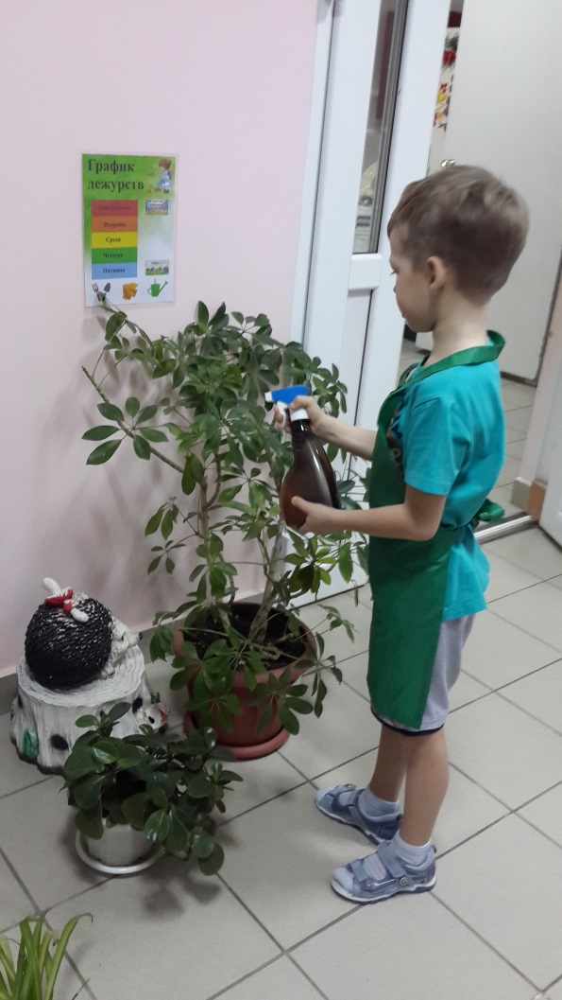 График
дежурств
Вторник
Среда
Четверг
Пятница